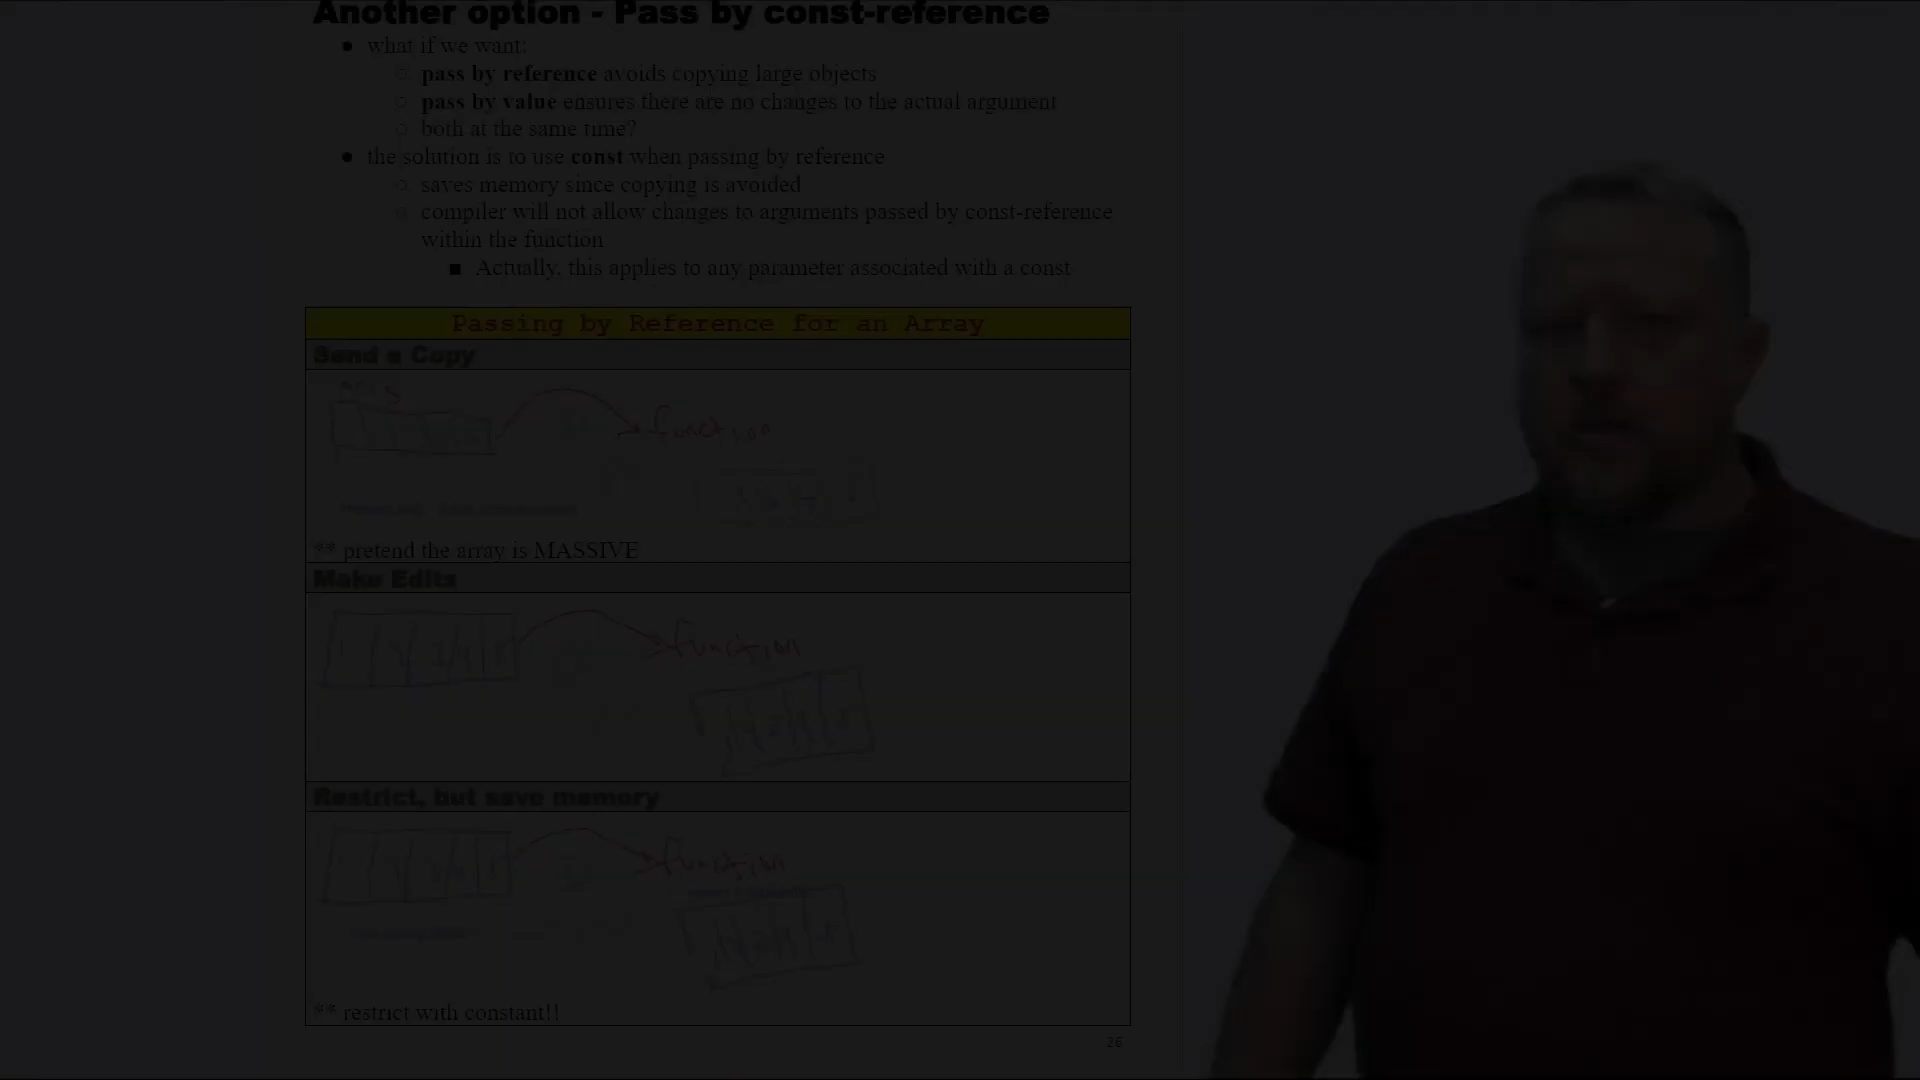 Another option - Pass by const-reference
● what if we want:
○ pass by reference avoids copying large objects
○ pass by value ensures there are no changes to the actual argument
○ both at the same time?
● the solution is to use const when passing by reference
○ saves memory since copying is avoided
○ compiler will not allow changes to arguments passed by const-reference
within the function
■ Actually, this applies to any parameter associated with a const
Passing by Reference for an Array
Send a Copy
function
** pretend the array is MASSIVE
Make Edits
function
Restrict, but save memory
function
** restrict with constant!!
26